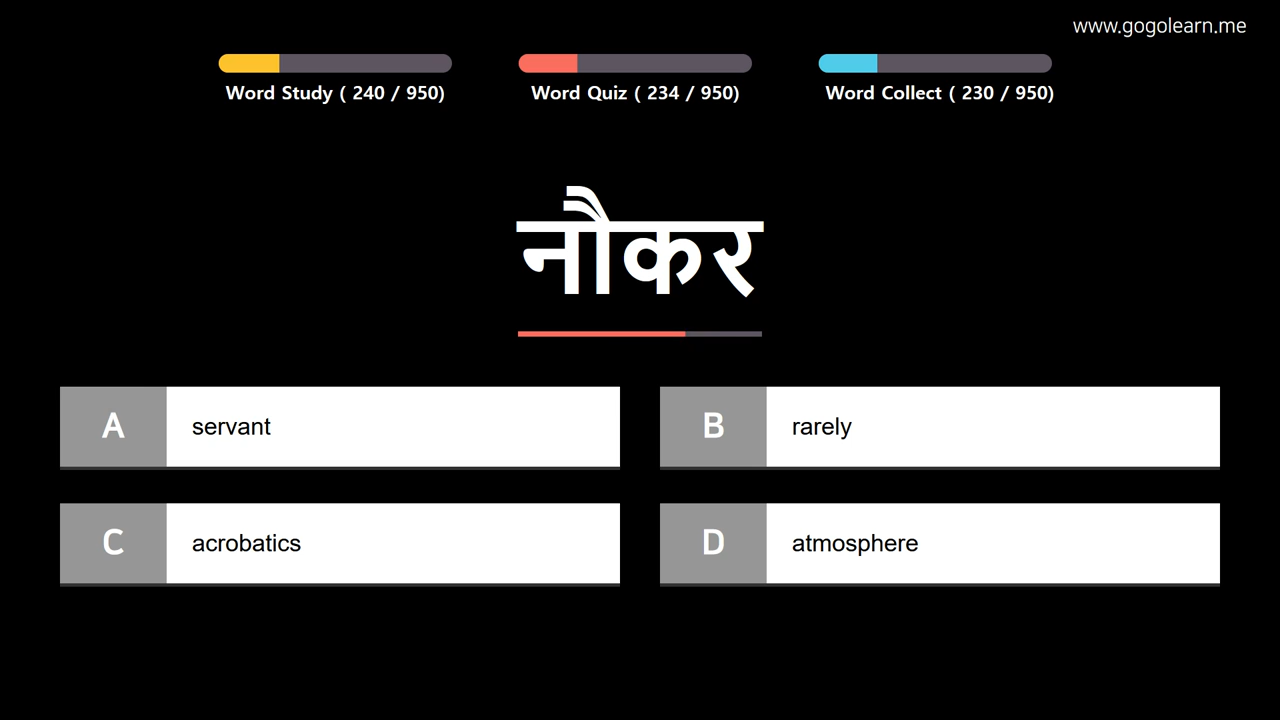 www.gogolearn.me
Word Study ( 240 / 950)
Word Quiz ( 234 / 950)
Word Collect ( 230 / 950)
नौकर
A servant
B rarely
C acrobatics
D atmosphere